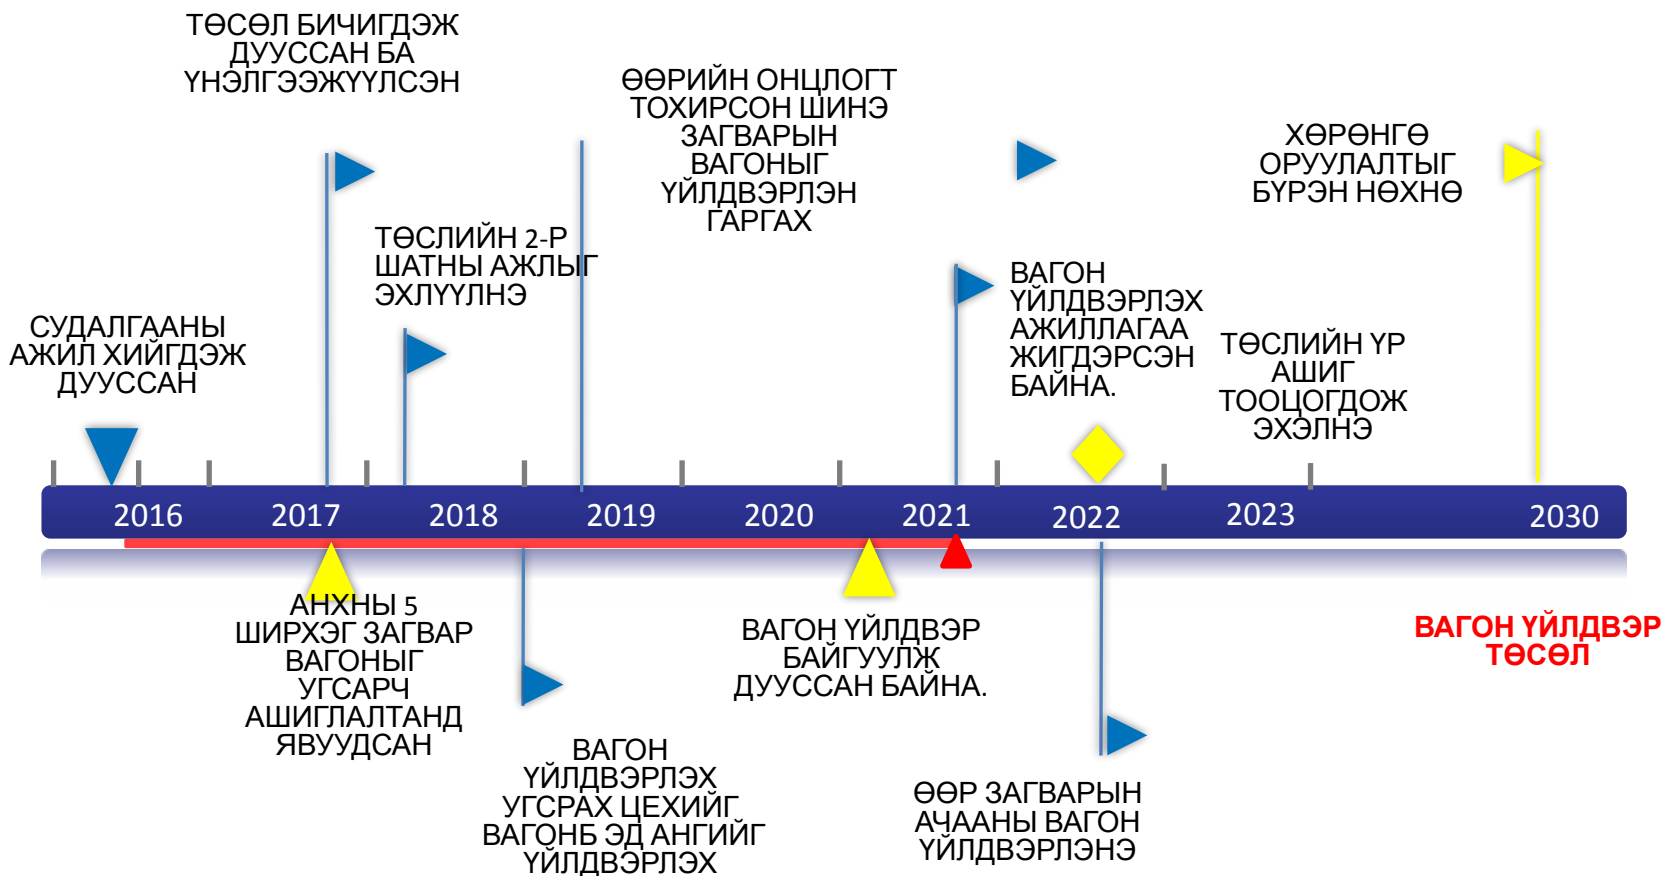 ТӨСӨЛ БИЧИГДЭЖ
ДУУССАН БА
ҮНЭЛГЭЭЖҮҮЛСЭН
ӨӨРИЙН ОНЦЛОГТ
ТОХИРСОН ШИНЭ
ЗАГВАРЫН
ВАГОНЫГ
ҮЙЛДВЭРЛЭН
ГАРГАХ
ХӨРӨНГӨ
ОРУУЛАЛТЫГ
БҮРЭН НӨХНӨ
ТӨСЛИЙН 2-Р
ШАТНЫ АЖЛЫГ
ЭХЛҮҮЛНЭ
ВАГОН
ҮЙЛДВЭРЛЭХ
АЖИЛЛАГАА
ЖИГДЭРСЭН
БАЙНА.
СУДАЛГААНЫ
АЖИЛ ХИЙГДЭЖ
ДУУССАН
ТӨСЛИЙН ҮР
АШИГ
ТООЦОГДОЖ
ЭХЭЛНЭ
2016 2017 2018 2019 2020 2021 2022 2023 2030
АНХНЫ 5
ШИРХЭГ ЗАГВАР
ВАГОНЫГ
УГСАРЧ
АШИГЛАЛТАНД
ЯВУУДСАН
ВАГОН ҮЙЛДВЭР
БАЙГУУЛЖ
ДУУССАН БАЙНА.
ВАГОН ҮЙЛДВЭР
ТӨСӨЛ
ВАГОН
ҮЙЛДВЭРЛЭХ
УГСРАХ ЦЕХИЙГ
ВАГОНБ ЭД АНГИЙГ
ҮЙЛДВЭРЛЭХ
ӨӨР ЗАГВАРЫН
АЧААНЫ ВАГОН
ҮЙЛДВЭРЛЭНЭ